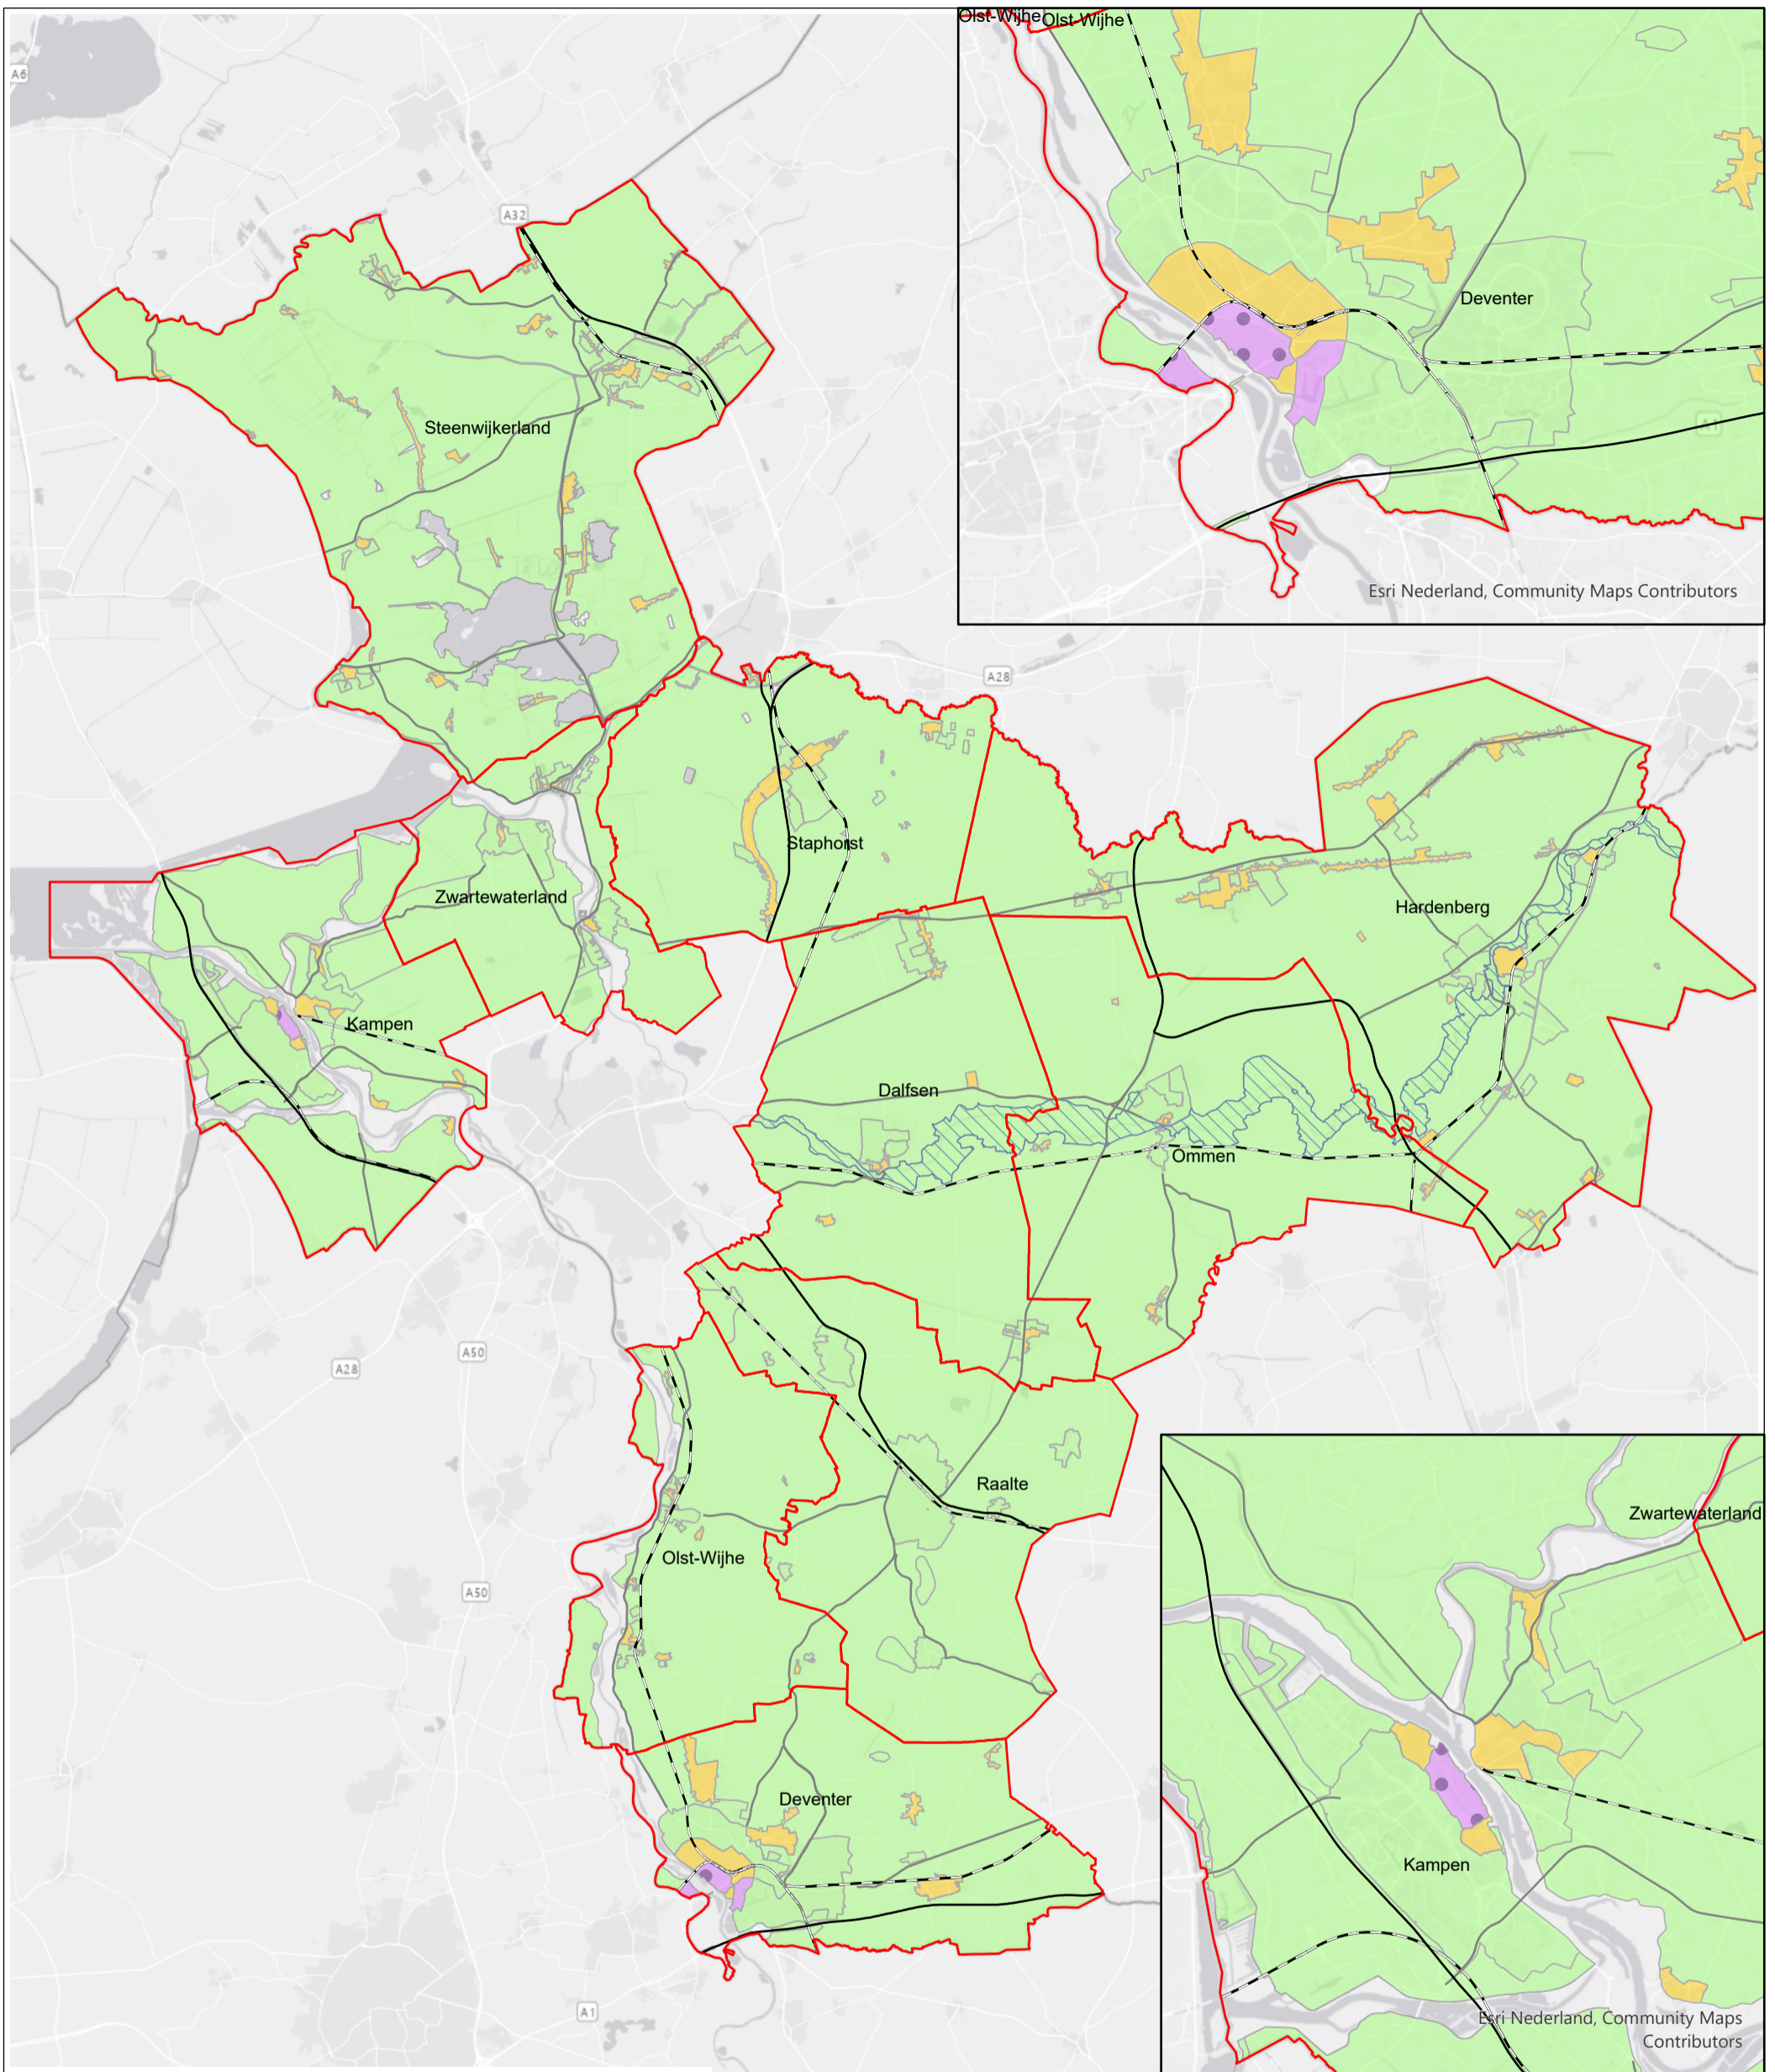 Olst-Wijhe
Olst-Wijhe
A6
A32
Deventer
A1
Steenwijkerland
Esri Nederland, Community Maps Contributors
A28
Staphorst
Zwartewaterland
Hardenberg
Kampen
Dalfsen
Ommen
A50
A28
Raalte
Zwartewaterland
Olst-Wijhe
A50
Deventer
Kampen
A1
Esri Nederland, Community Maps
Contributors